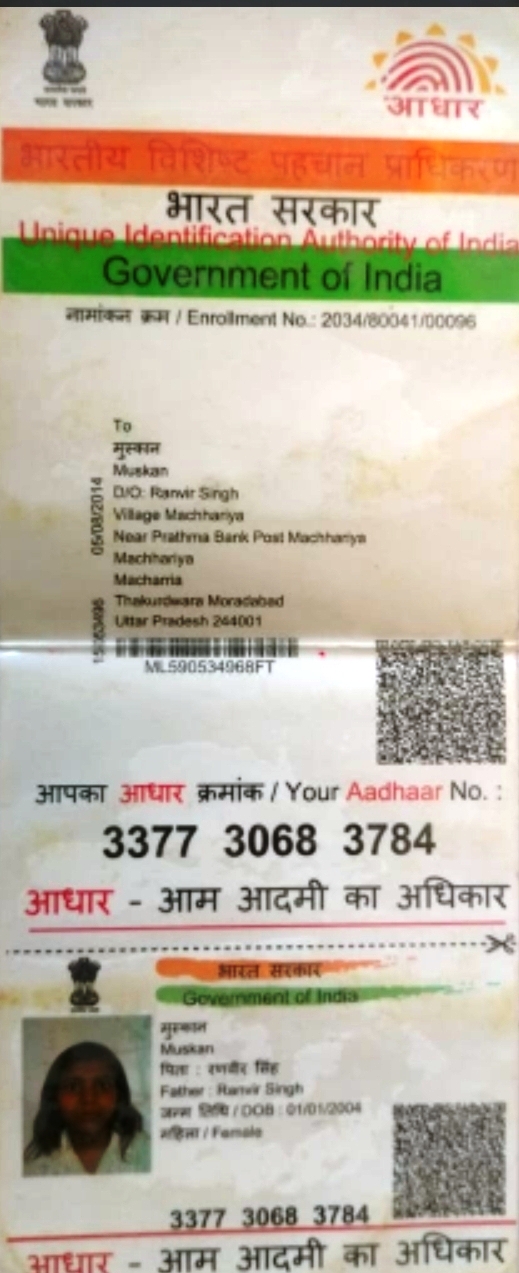 भारत सरकार
आधार
भारतीय विशिष्ट पहचान प्राधिकरण
भारत सरकार
Unique Identification Authority of India
Government of India
नामांकन क्रम / Enrollment No.: 2034/80041/00096
To
मुस्कान
Muskan
D/O: Ranvir Singh
Village Machhariya
Near Prathma Bank Post Machhariya
Machhariya
Macharria
Thakurdwara Moradabad
Uttar Pradesh 244001
05/08/2014
ML590534968FT
आपका आधार क्रमांक / Your Aadhaar No. :
3377 3068 3784
आधार - आम आदमी का अधिकार
भारत सरकार
Government of India
मुस्कान
Muskan
पिता : रणवीर सिंह
Father : Ranvir Singh
जन्म तिथि / DOB : 01/01/2004
महिला / Female
3377 3068 3784
आधार - आम आदमी का अधिकार